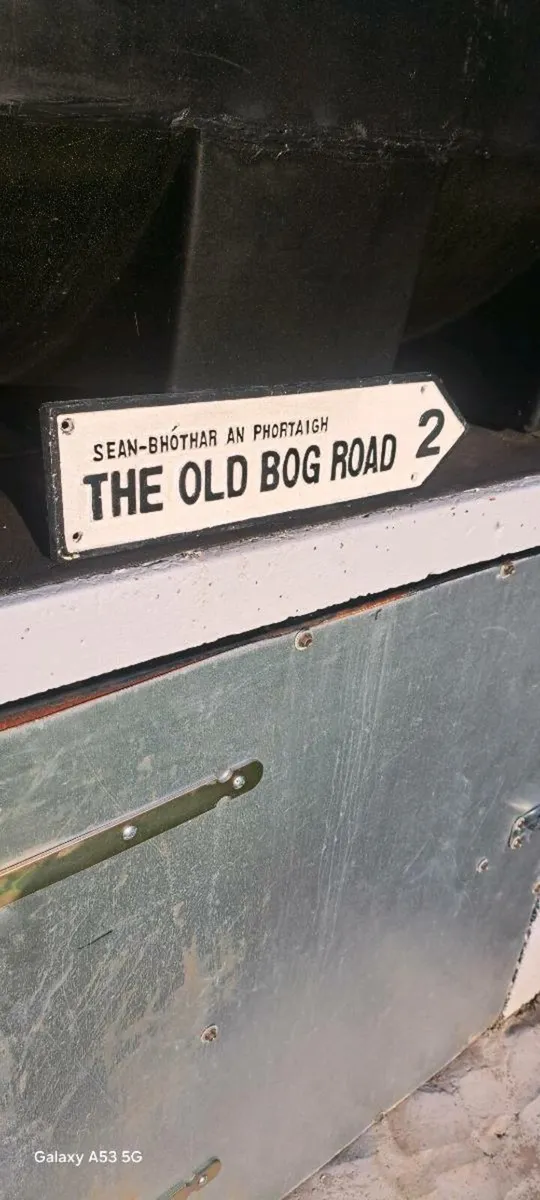 SEAN-BHÓTHAR AN PHORTAIGH
THE OLD BOG ROAD 2
Galaxy A53 5G